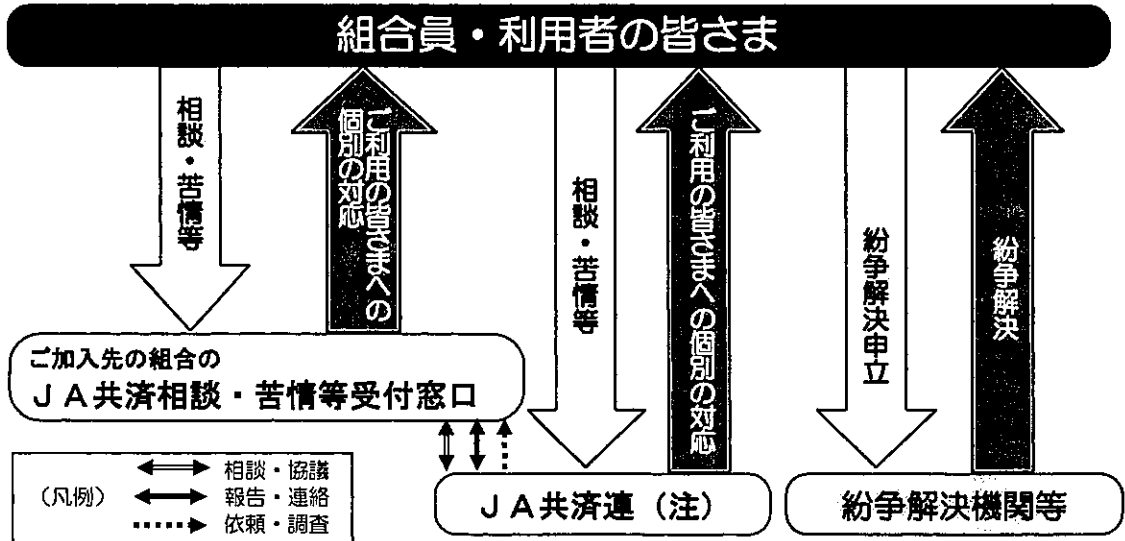 組合員・利用者の皆さま
相談・苦情等
ご利用の皆さまへの
個別の対応
相談・苦情等
ご利用の皆さまへの個別の対応
紛争解決申立
紛争解決
ご加入先の組合の
ＪＡ共済相談・苦情等受付窓口
（凡例）
相談・協議
報告・連絡
依頼・調査
ＪＡ共済連（注）
紛争解決機関等